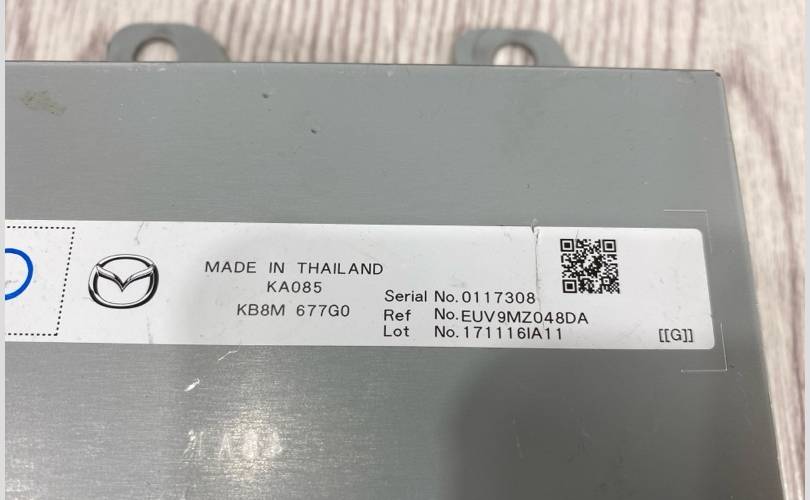 MADE IN THAILAND
KA085
KB8M 677G0
Serial No. 0117308
Ref No. EUV9MZ048DA
Lot No. 171116IA11
[[G]]